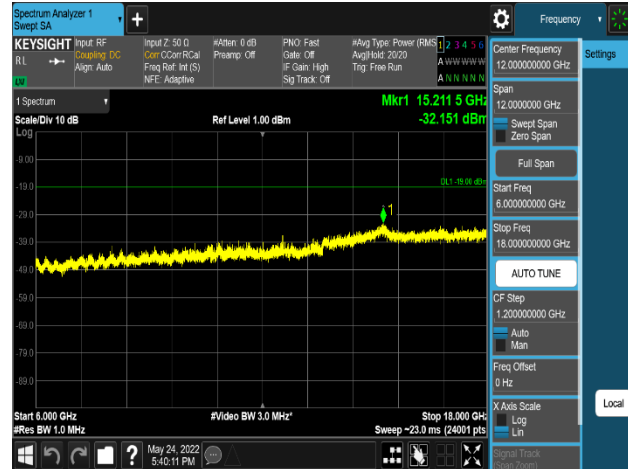 Spectrum Analyzer 1
Swept SA
+
Frequency
KEYSIGHT
R L
Input: RF
Coupling: DC
Align: Auto
Input Z: 50 Ω
Corr CCorr RCal
Freq Ref: Int (S)
NFE: Adaptive
#Atten: 0 dB
Preamp: Off
PNO: Fast
Gate: Off
IF Gain: High
Sig Track: Off
#Avg Type: Power (RMS
Avg|Hold: 20/20
Trig: Free Run
1 2 3 4 5 6
A W W W W W
A N N N N N
1 Spectrum
Scale/Div 10 dB
Log
Ref Level 1.00 dBm
Mkr1 15.211 5 GHz
-32.151 dBm
-9.00
-19.0
-29.0
-39.0
-49.0
-59.0
-69.0
-79.0
-89.0
DL1 -19.00 dBm
1
Start 6.000 GHz
#Res BW 1.0 MHz
#Video BW 3.0 MHz*
Stop 18.000 GHz
Sweep ~23.0 ms (24001 pts
?
May 24, 2022
5:40:11 PM
Center Frequency
12.000000000 GHz
Span
12.0000000 GHz
Swept Span
Zero Span
Full Span
Start Freq
6.000000000 GHz
Stop Freq
18.000000000 GHz
AUTO TUNE
CF Step
1.200000000 GHz
Auto
Man
Freq Offset
0 Hz
X Axis Scale
Log
Lin
Signal Track
(Span Zoom)
Settings
Local